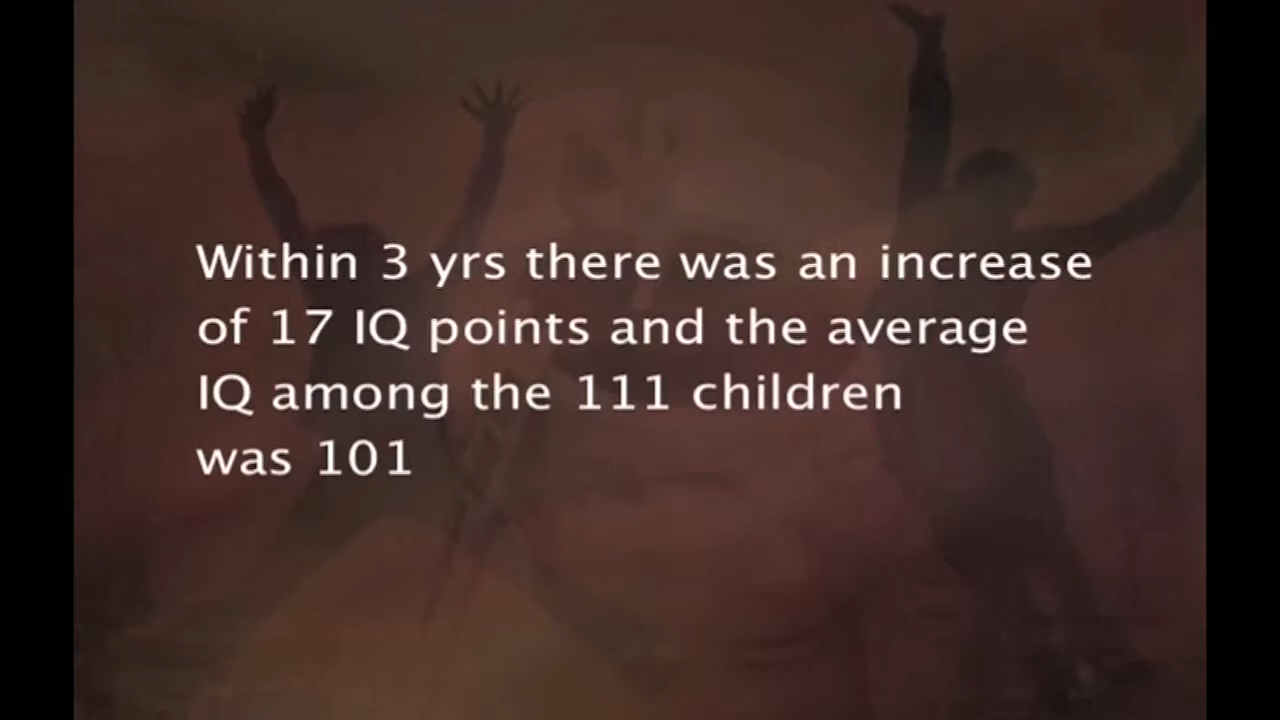 Within 3 yrs there was an increase
of 17 IQ points and the average
IQ among the 111 children
was 101